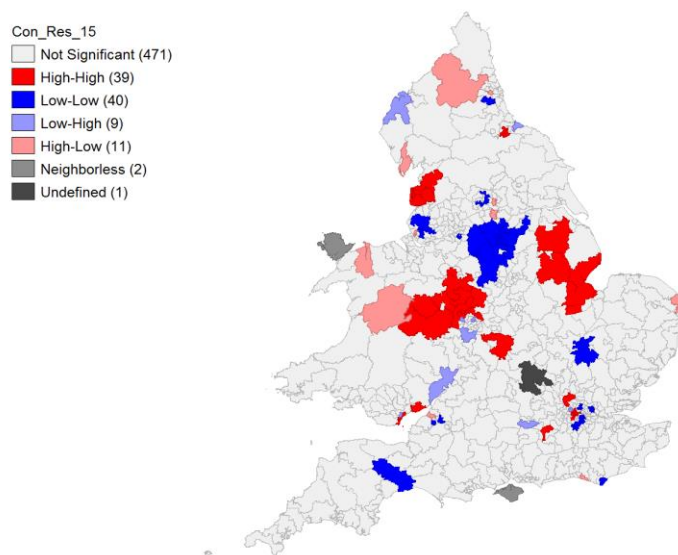 Con_Res_15
Not Significant (471)
High-High (39)
Low-Low (40)
Low-High (9)
High-Low (11)
Neighborless (2)
Undefined (1)